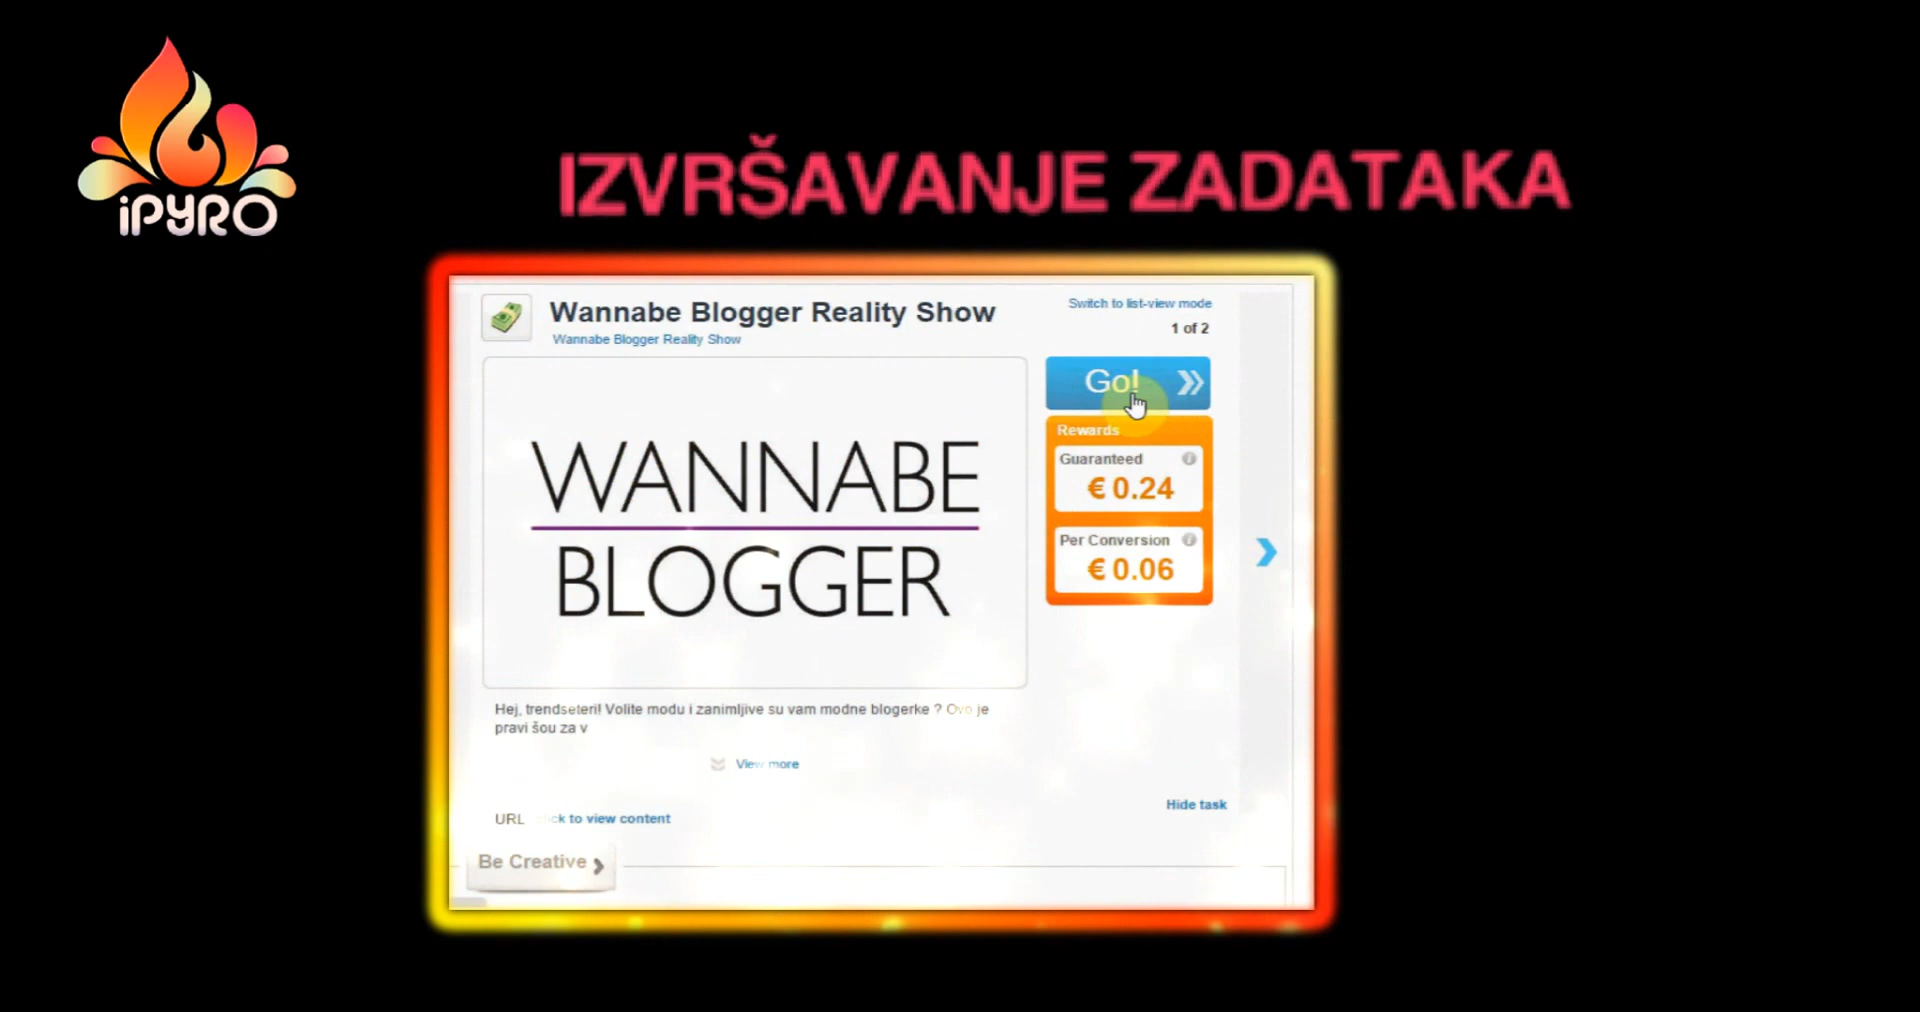 iPYRO
IZVRŠAVANJE ZADATAKA
Wannabe Blogger Reality Show
Wannabe Blogger Reality Show
Switch to list-view mode
1 of 2
Go!
Rewards
Guaranteed
€ 0.24
Per Conversion
€ 0.06
WANNABE
BLOGGER
Hej, trendseteri! Volite modu i zanimljive su vam modne blogerke ? Ovo je
pravi šou za v
View more
Hide task
URL to view content
Be Creative